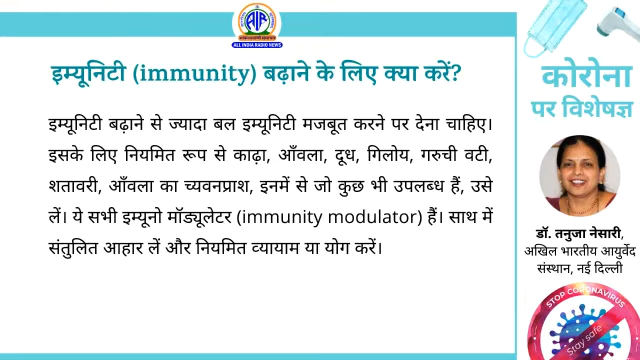 AIR
ALL INDIA RADIO NEWS
इम्यूनिटी (immunity) बढ़ाने के लिए क्या करें?
इम्यूनिटी बढ़ाने से ज्यादा बल इम्यूनिटी मजबूत करने पर देना चाहिए।
इसके लिए नियमित रूप से काढ़ा, आँवला, दूध, गिलोय, गरुची वटी,
शतावरी, आँवला का च्यवनप्राश, इनमें से जो कुछ भी उपलब्ध हैं, उसे
लें। ये सभी इम्यूनो मॉड्यूलेटर (immunity modulator) हैं। साथ में
संतुलित आहार लें और नियमित व्यायाम या योग करें।
कोरोना
पर विशेषज्ञ
डॉ. तनुजा नेसारी,
अखिल भारतीय आयुर्वेद
संस्थान, नई दिल्ली
STOP CORONAVIRUS
Stay safe